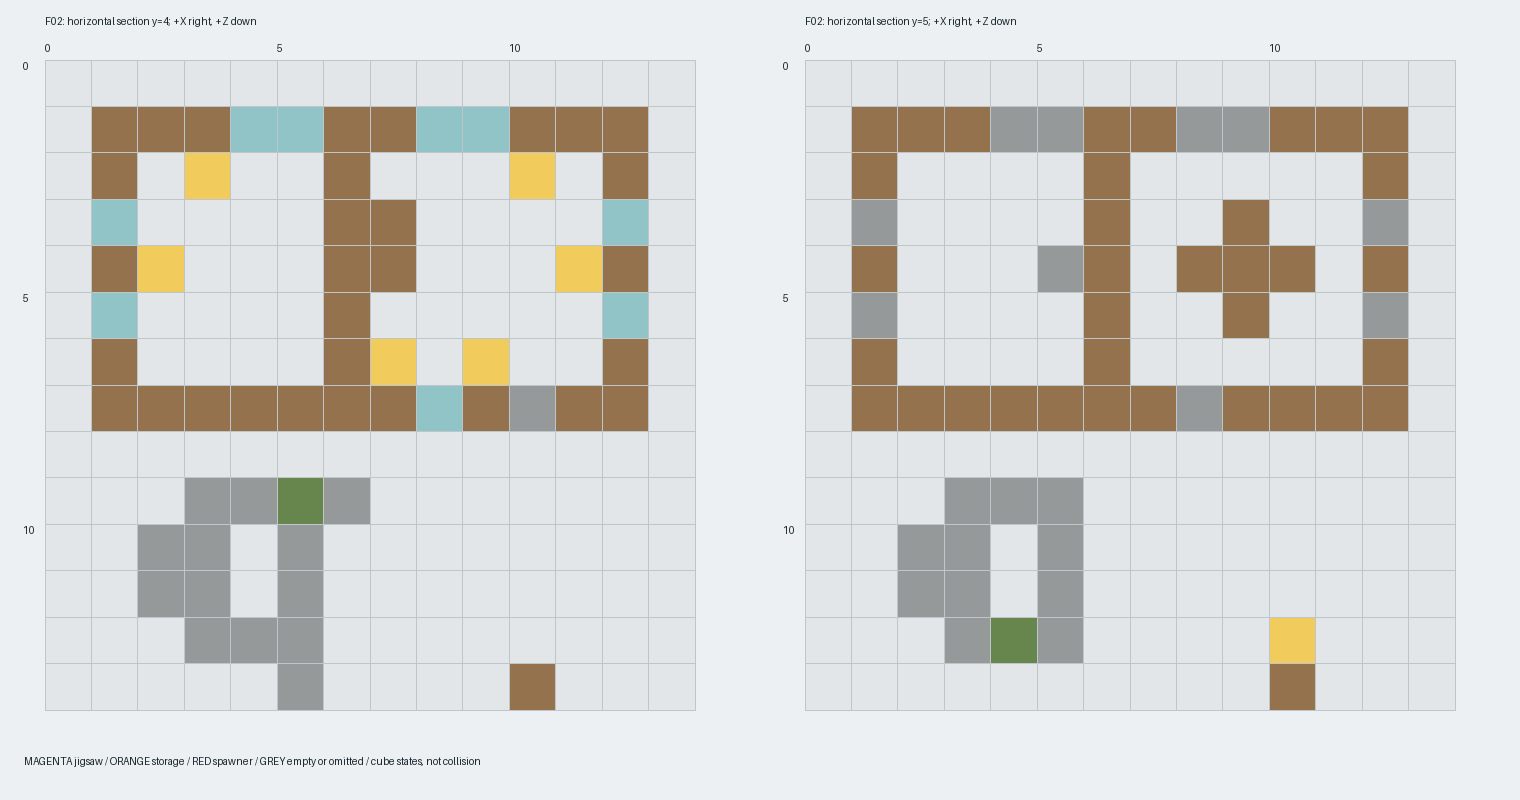 F02: horizontal section y=4; +X right, +Z down
F02: horizontal section y=5; +X right, +Z down
0 5 10
0 5 10
0
0
5
5
10
10
MAGENTA jigsaw / ORANGE storage / RED spawner / GREY empty or omitted / cube states, not collision